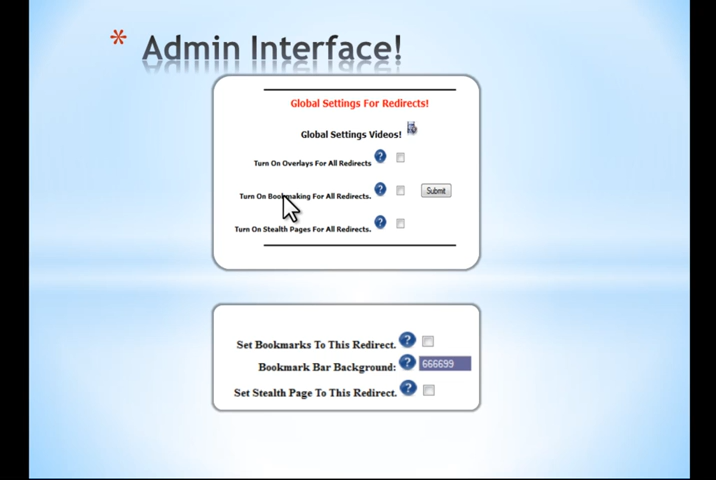 * Admin Interface!
Global Settings For Redirects!
Global Settings Videos!
Turn On Overlays For All Redirects ?
Turn On Bookmaking For All Redirects. ? Submit
Turn On Stealth Pages For All Redirects. ?
Set Bookmarks To This Redirect. ?
Bookmark Bar Background: ? 666699
Set Stealth Page To This Redirect. ?